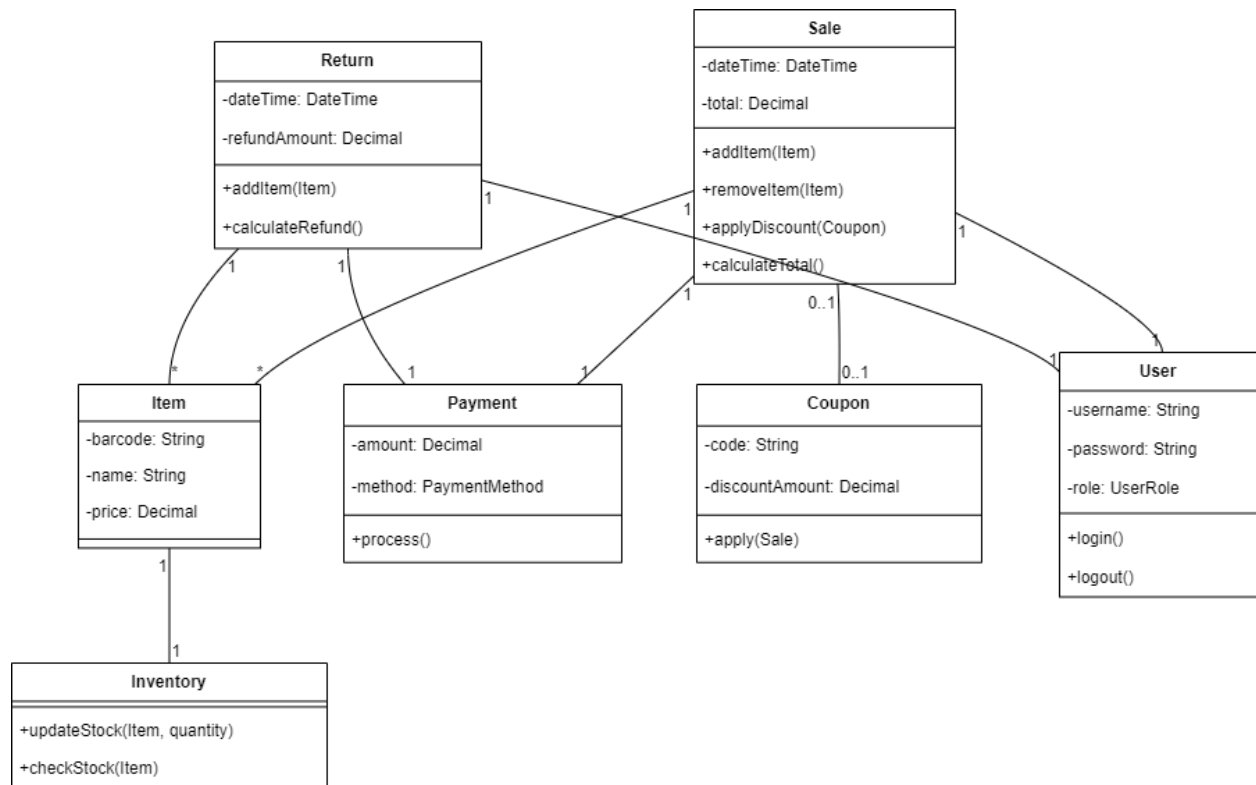 Return
-dateTime: DateTime
-refundAmount: Decimal
+addItem(Item)
+calculateRefund()
Sale
-dateTime: DateTime
-total: Decimal
+addItem(Item)
+removeItem(Item)
+applyDiscount(Coupon)
+calculateTotal()
1
1
1
1
1
1
0..1
*
*
1
1
0..1
1
1
Item
-barcode: String
-name: String
-price: Decimal
Payment
-amount: Decimal
-method: PaymentMethod
+process()
Coupon
-code: String
-discountAmount: Decimal
+apply(Sale)
User
-username: String
-password: String
-role: UserRole
+login()
+logout()
1
1
Inventory
+updateStock(Item, quantity)
+checkStock(Item)